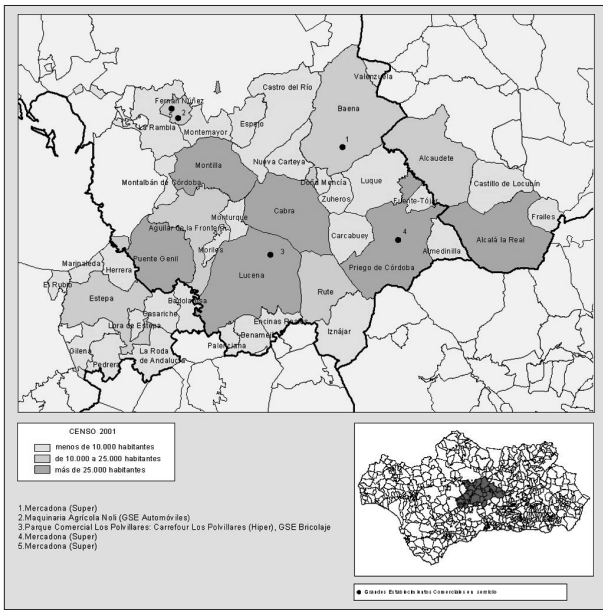 Valenzuela
Castro del Río
Fernán Núñez
Baena
2
La Rambla
Espejo
Montemayor
1
Alcaudete
Montilla
Nueva Carteya
Montalbán de Córdoba
Doña Mencía
Luque
Castillo de Locubín
Zuheros
Fuente-Tójar
Cabra
Monturque
Frailes
Aguilar de la Frontera
Carcabuey
4
Almedinilla
Alcalá la Real
Moriles
Puente Genil
3
Marinaleda
Herrera
Lucena
Priego de Córdoba
El Rubio
Rute
Estepa
Badolatosa
Casariche
Encinas Reales
Lora de Estepa
Iznájar
Benamejí
Palenciana
Gilena
La Roda
de Andalucía
Pedrera
CENSO 2001
menos de 10.000 habitantes
de 10.000 a 25.000 habitantes
más de 25.000 habitantes
1.Mercadona (Super)
2.Maquinaria Agrícola Noli (GSE Automóviles)
3.Parque Comercial Los Polvillares: Carrefour Los Polvillares (Hiper), GSE Bricolaje
4.Mercadona (Super)
5.Mercadona (Super)
Grandes Establecimientos Comerciales en servicio